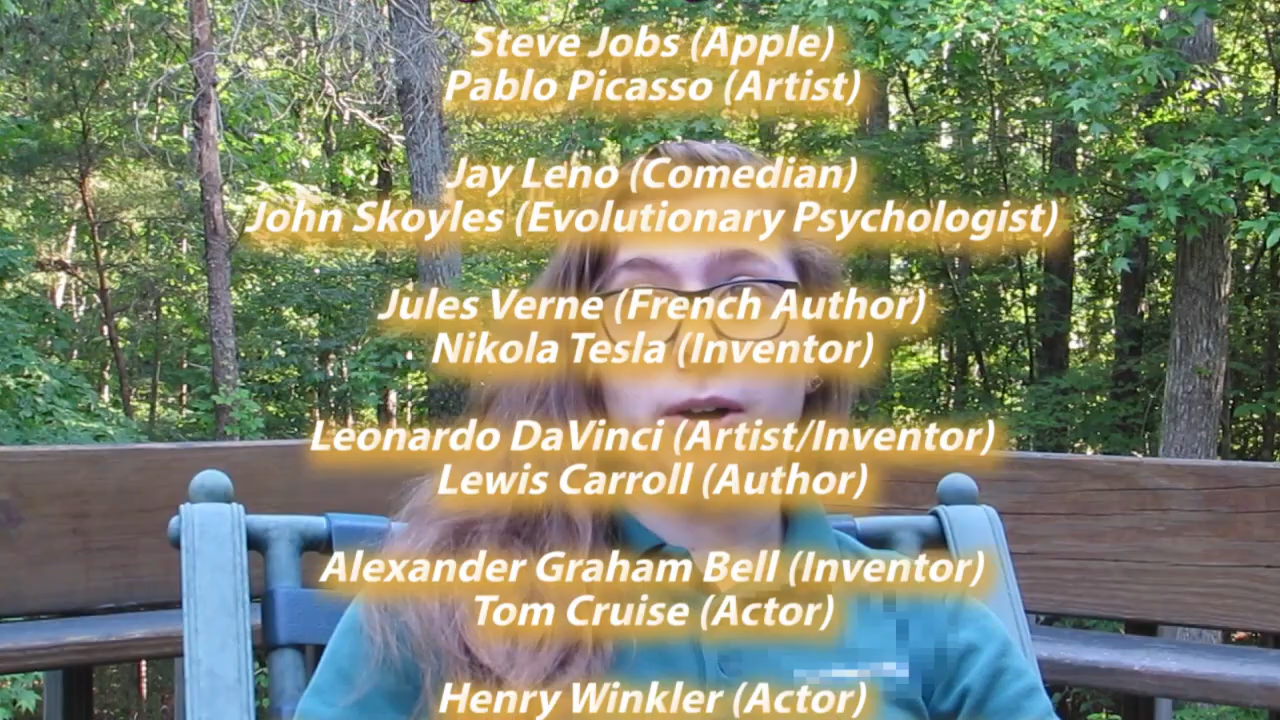 Steve Jobs (Apple)
Pablo Picasso (Artist)
Jay Leno (Comedian)
John Skoyles (Evolutionary Psychologist)
Jules Verne (French Author)
Nikola Tesla (Inventor)
Leonardo DaVinci (Artist/Inventor)
Lewis Carroll (Author)
Alexander Graham Bell (Inventor)
Tom Cruise (Actor)
Henry Winkler (Actor)